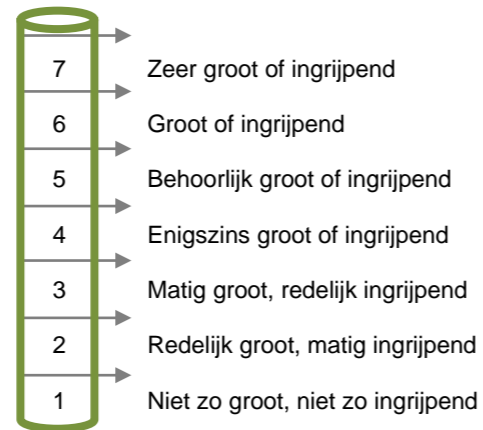 7 Zeer groot of ingrijpend
6 Groot of ingrijpend
5 Behoorlijk groot of ingrijpend
4 Enigszins groot of ingrijpend
3 Matig groot, redelijk ingrijpend
2 Redelijk groot, matig ingrijpend
1 Niet zo groot, niet zo ingrijpend